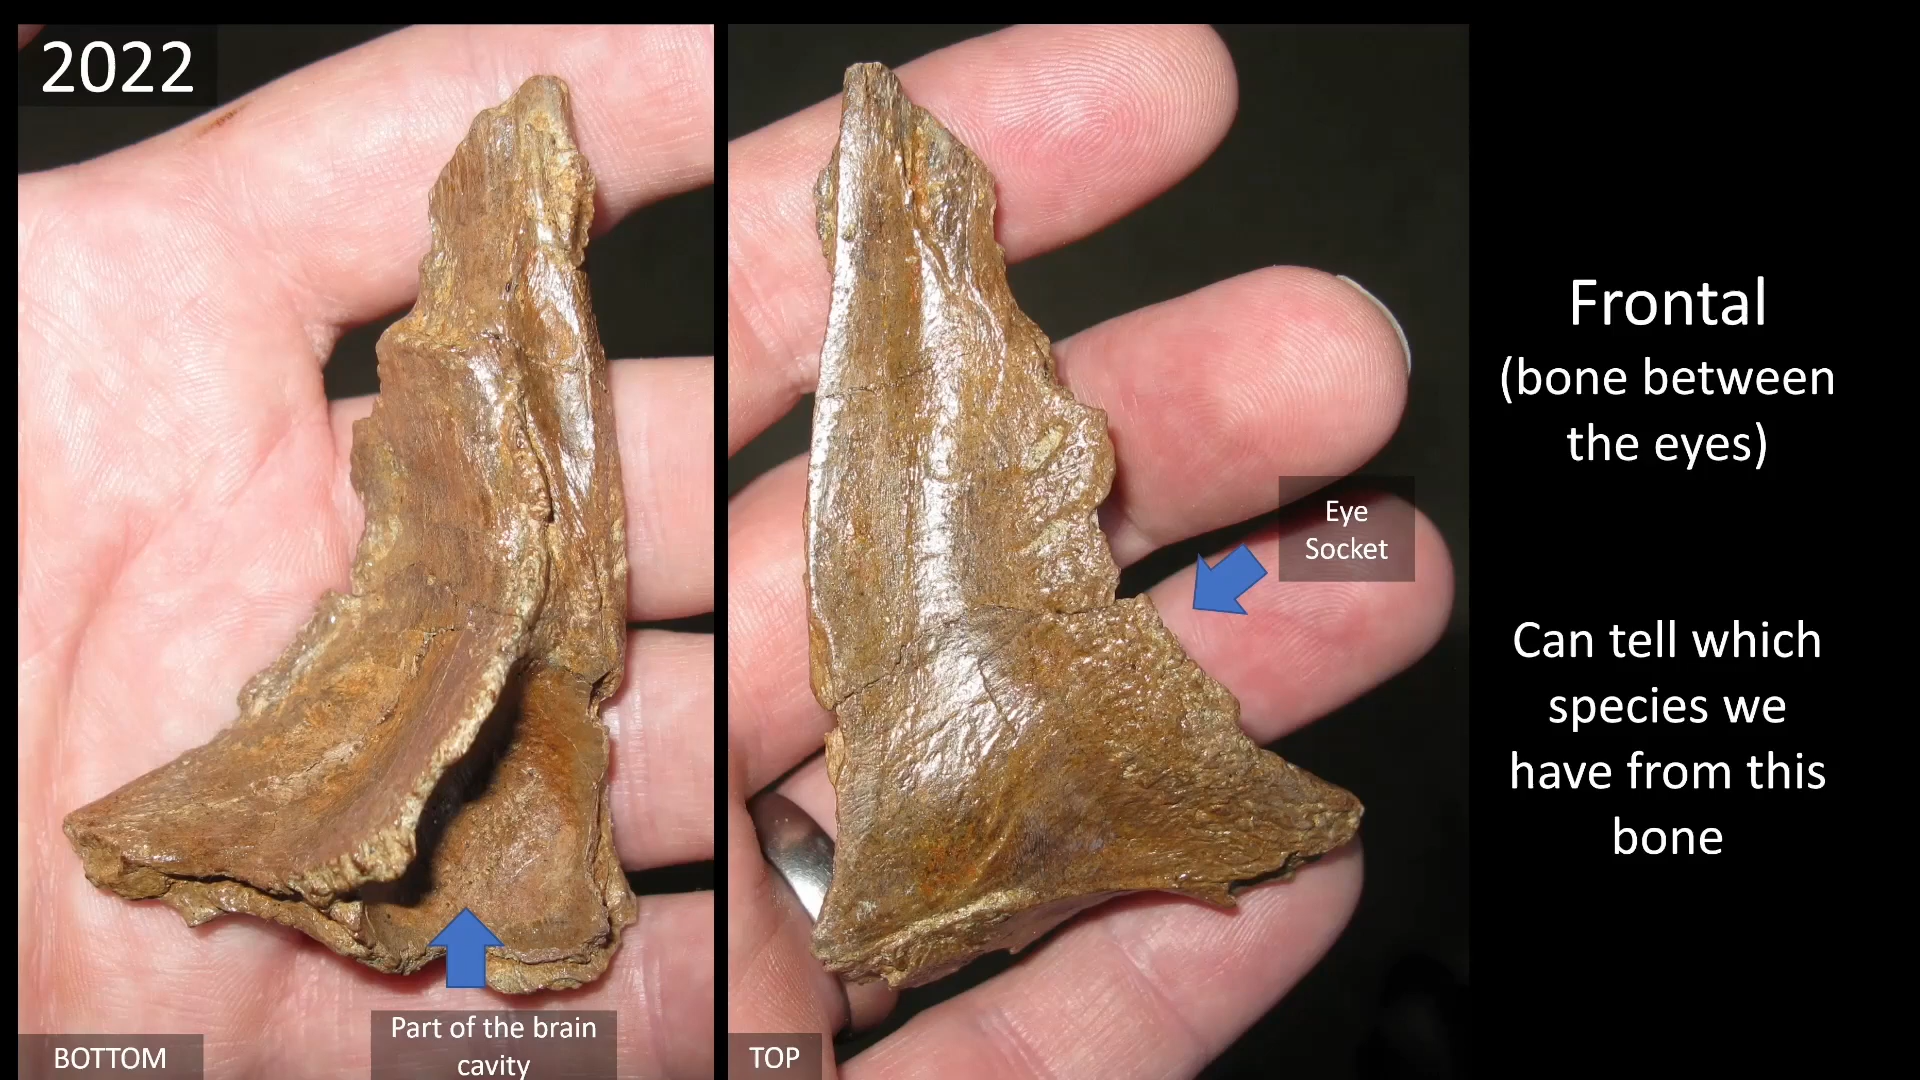 2022
BOTTOM
Part of the brain
cavity
TOP
Eye
Socket
Frontal
(bone between
the eyes)
Can tell which
species we
have from this
bone